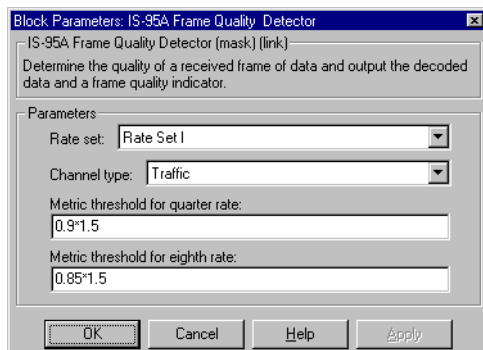 Block Parameters: IS-95A Frame Quality Detector
IS-95A Frame Quality Detector (mask) (link)
Determine the quality of a received frame of data and output the decoded
data and a frame quality indicator.
Parameters
Rate set: Rate Set I
Channel type: Traffic
Metric threshold for quarter rate:
0.9*1.5
Metric threshold for eighth rate:
0.85*1.5
OK Cancel Help Apply